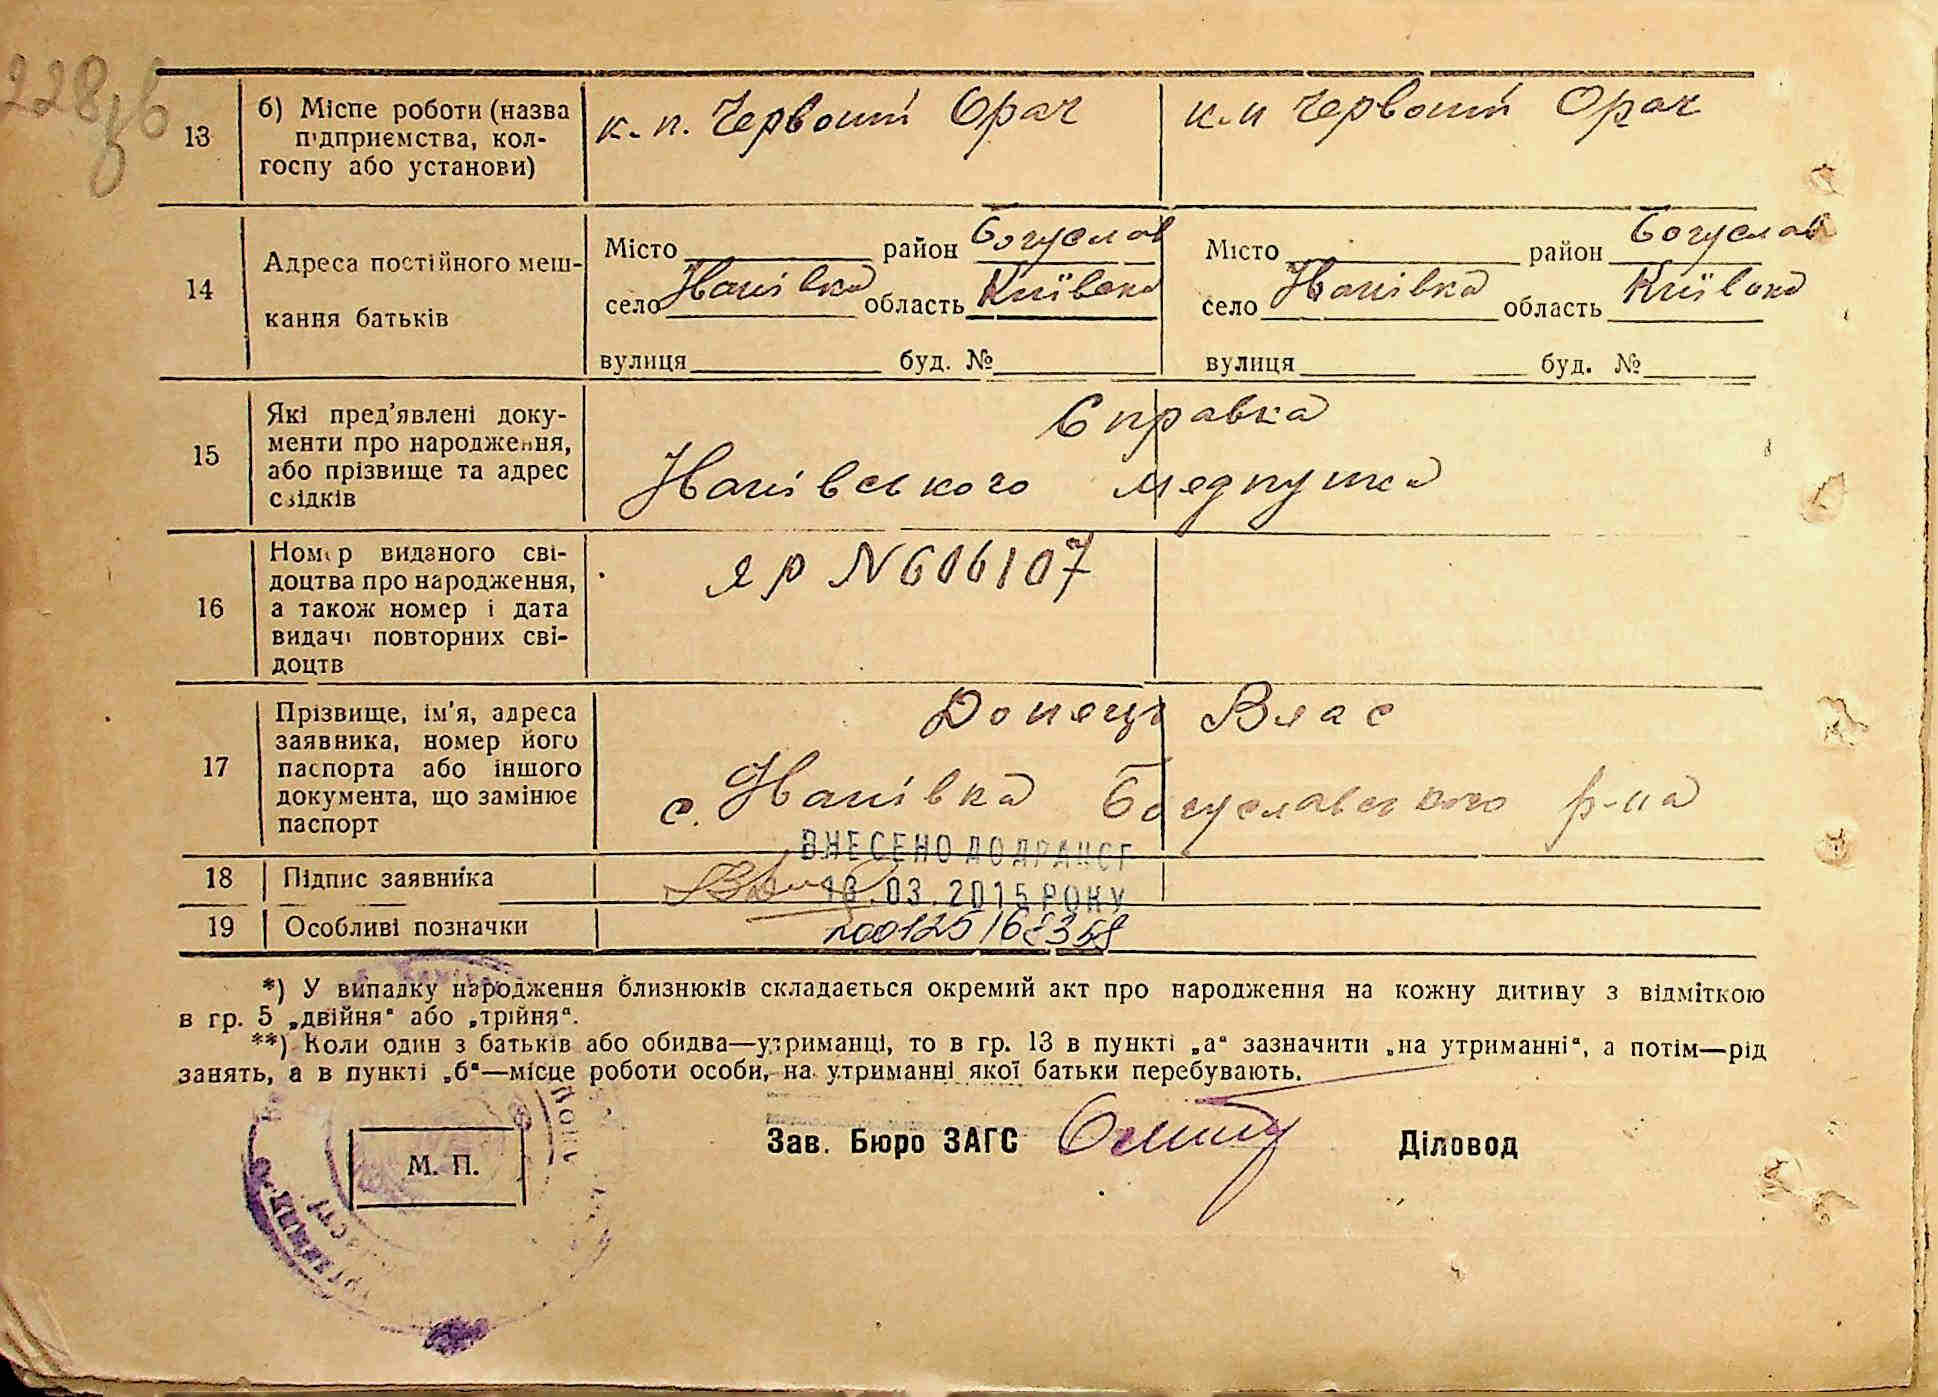 228зв
13
б) Місце роботи (назва підприємства, колгоспу або установи)
к. п. Червоний Орач
к. п Червоний Орач
14
Адреса постійного мешкання батьків
Місто район Богуслав
село область Київська
вулиця буд. №
Місто район Богуслав
село область Київська
вулиця буд. №
15
Які пред'явлені документи про народження, або прізвище та адрес свідків
Справка
медпункта
16
Номер виданого свідоцтва про народження, а також номер і дата видачі повторних свідоцтв
ЯР N606107
17
Прізвище, ім'я, адреса заявника, номер його паспорта або іншого документа, що замінює паспорт
Донець Влас
с. Богуславського р-на
ВНЕСЕНО ДО ДРАЦСГ
18
Підпис заявника
18.03.2015 РОКУ
19
Особливі позначки
*) У випадку народження близнюків складається окремий акт про народження на кожну дитину з відміткою
в гр. 5 „двійня“ або „трійня“.
**) Коли один з батьків або обидва—утриманці, то в гр. 13 в пункті „а“ зазначити „на утриманні“, а потім—рід
занять, а в пункті „б“—місце роботи особи, на утриманні якої батьки перебувають.
Зав. Бюро ЗАГС
Діловод
М. П.